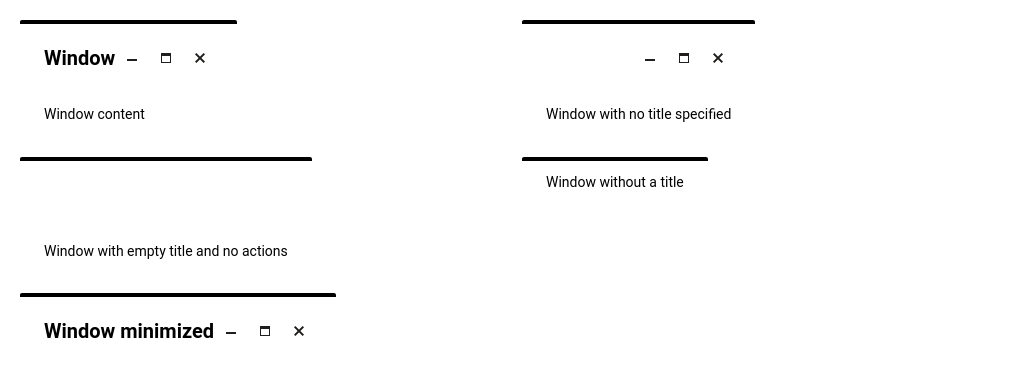 Window
Window content
Window with no title specified
Window with empty title and no actions
Window without a title
Window minimized